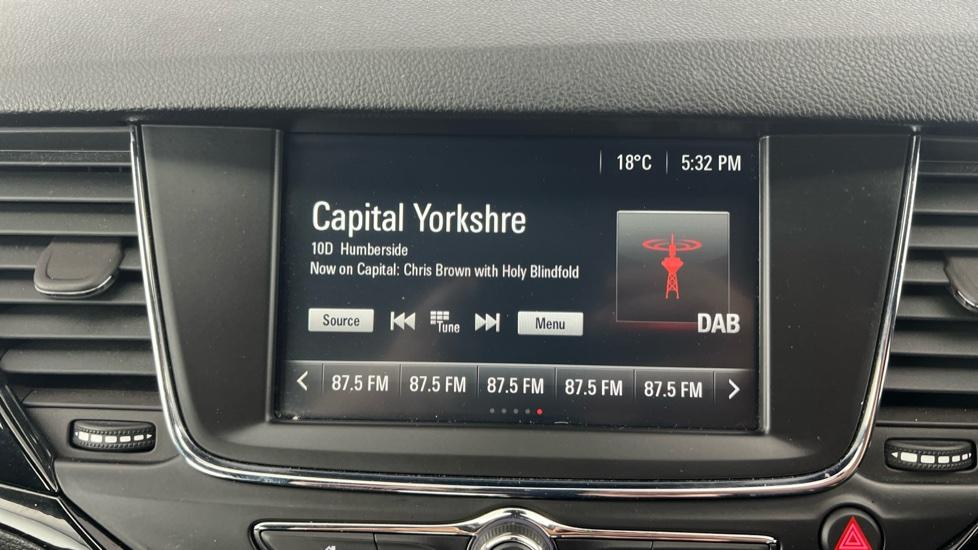 18°C 5:32 PM
Capital Yorkshre
10D Humberside
Now on Capital: Chris Brown with Holy Blindfold
Source Tune Menu
DAB
87.5 FM 87.5 FM 87.5 FM 87.5 FM 87.5 FM